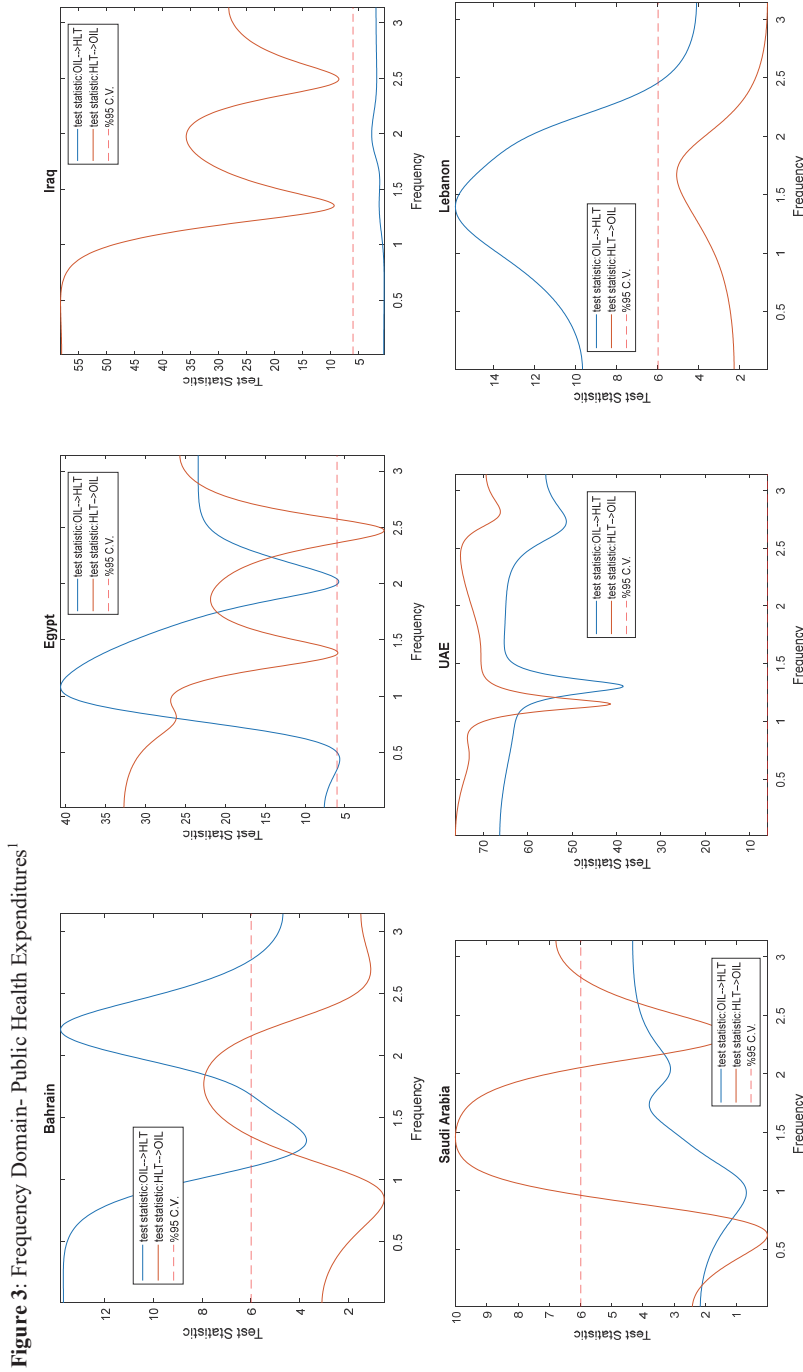 Figure 3: Frequency Domain- Public Health Expenditures1
Bahrain
test statistic:OIL-->HLT
test statistic:HLT-->OIL
%95 C.V.
Test Statistic
12
10
8
6
4
2
0.5
1
1.5
2
2.5
3
Frequency
Egypt
test statistic:OIL-->HLT
test statistic:HLT-->OIL
%95 C.V.
Test Statistic
40
35
30
25
20
15
10
5
0.5
1
1.5
2
2.5
3
Frequency
Iraq
test statistic:OIL-->HLT
test statistic:HLT-->OIL
%95 C.V.
Test Statistic
55
50
45
40
35
30
25
20
15
10
5
0.5
1
1.5
2
2.5
3
Frequency
Saudi Arabia
test statistic:OIL-->HLT
test statistic:HLT-->OIL
%95 C.V.
Test Statistic
10
9
8
7
6
5
4
3
2
1
0.5
1
1.5
2
2.5
3
Frequency
UAE
test statistic:OIL-->HLT
test statistic:HLT-->OIL
%95 C.V.
Test Statistic
70
60
50
40
30
20
10
0.5
1
1.5
2
2.5
3
Frequency
Lebanon
test statistic:OIL-->HLT
test statistic:HLT-->OIL
%95 C.V.
Test Statistic
14
12
10
8
6
4
2
0.5
1
1.5
2
2.5
3
Frequency